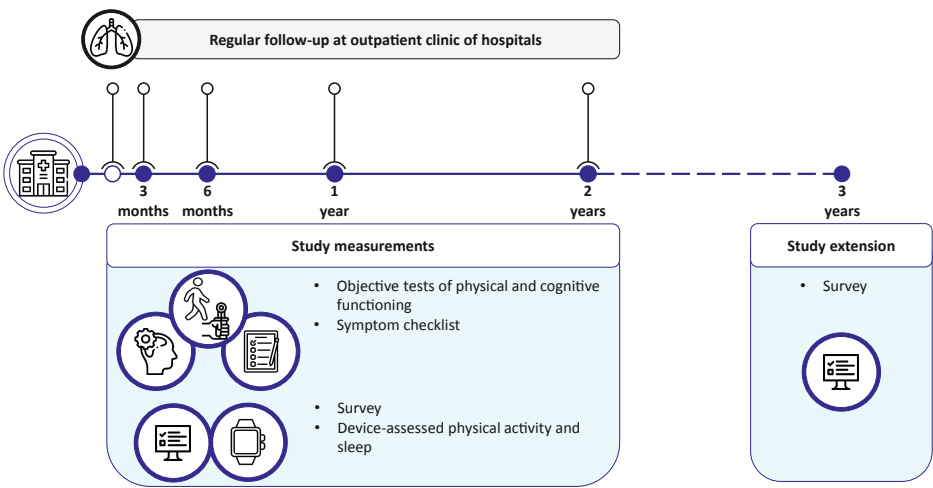 Regular follow-up at outpatient clinic of hospitals
3 months
6 months
1 year
2 years
3 years
Study measurements
• Objective tests of physical and cognitive
functioning
• Symptom checklist
• Survey
• Device-assessed physical activity and
sleep
Study extension
• Survey